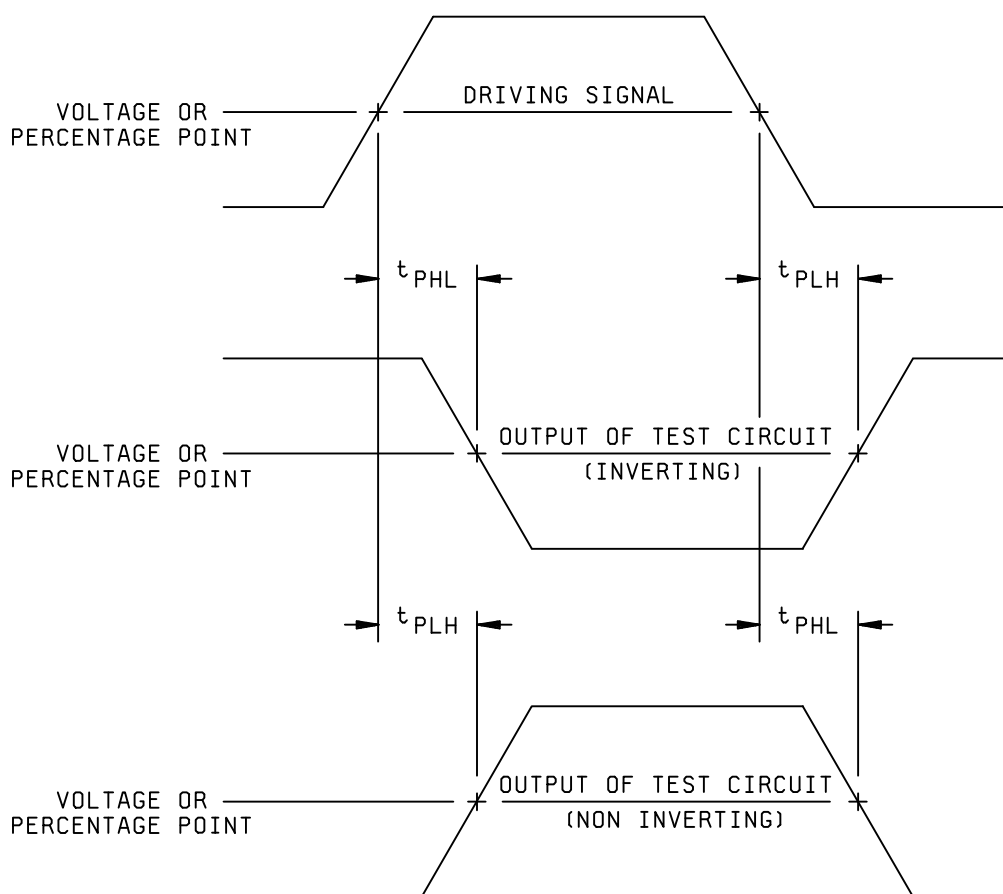 DRIVING SIGNAL
VOLTAGE OR
PERCENTAGE POINT
tPHL
tPLH
OUTPUT OF TEST CIRCUIT
VOLTAGE OR
(INVERTING)
PERCENTAGE POINT
tPLH
tPHL
OUTPUT OF TEST CIRCUIT
VOLTAGE OR
(NON INVERTING)
PERCENTAGE POINT